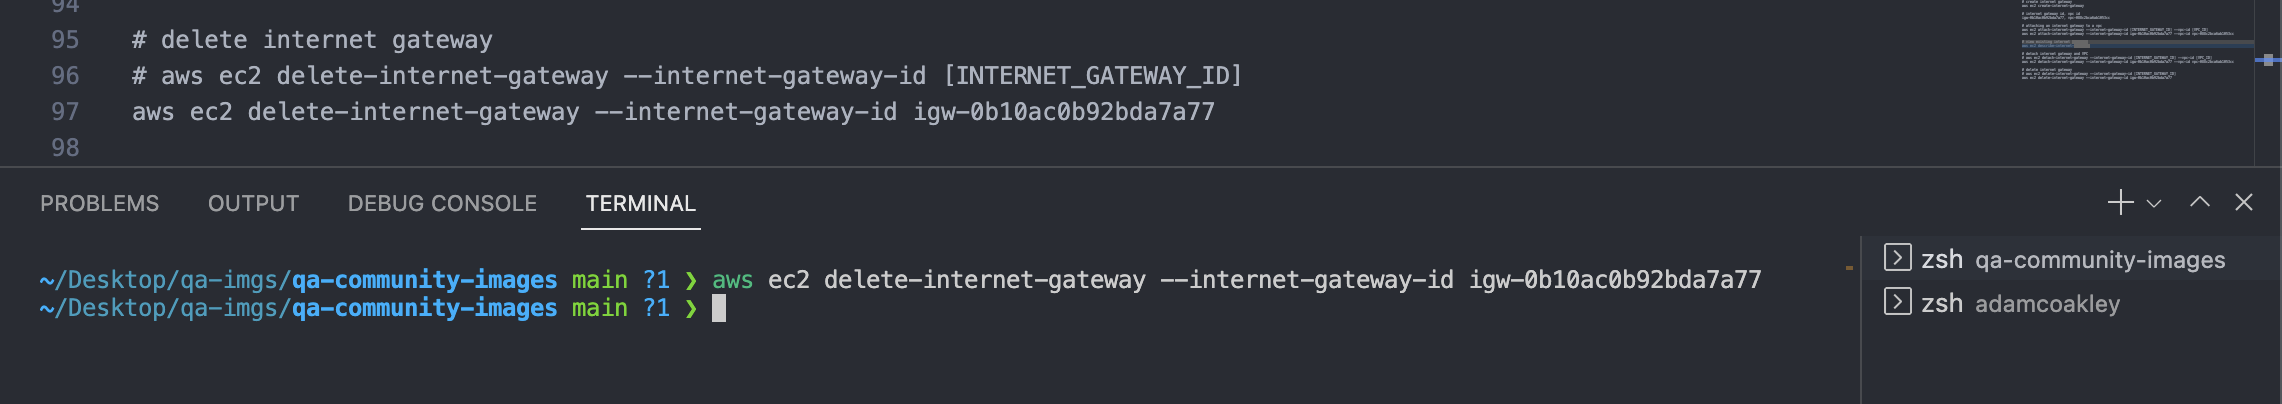 94
95 # delete internet gateway
96 # aws ec2 delete-internet-gateway --internet-gateway-id [INTERNET_GATEWAY_ID]
97 aws ec2 delete-internet-gateway --internet-gateway-id igw-0b10ac0b92bda7a77
98
PROBLEMS OUTPUT DEBUG CONSOLE TERMINAL
~/Desktop/qa-imgs/qa-community-images main ?1 ❯ aws ec2 delete-internet-gateway --internet-gateway-id igw-0b10ac0b92bda7a77
~/Desktop/qa-imgs/qa-community-images main ?1 ❯
zsh qa-community-images
zsh adamcoakley